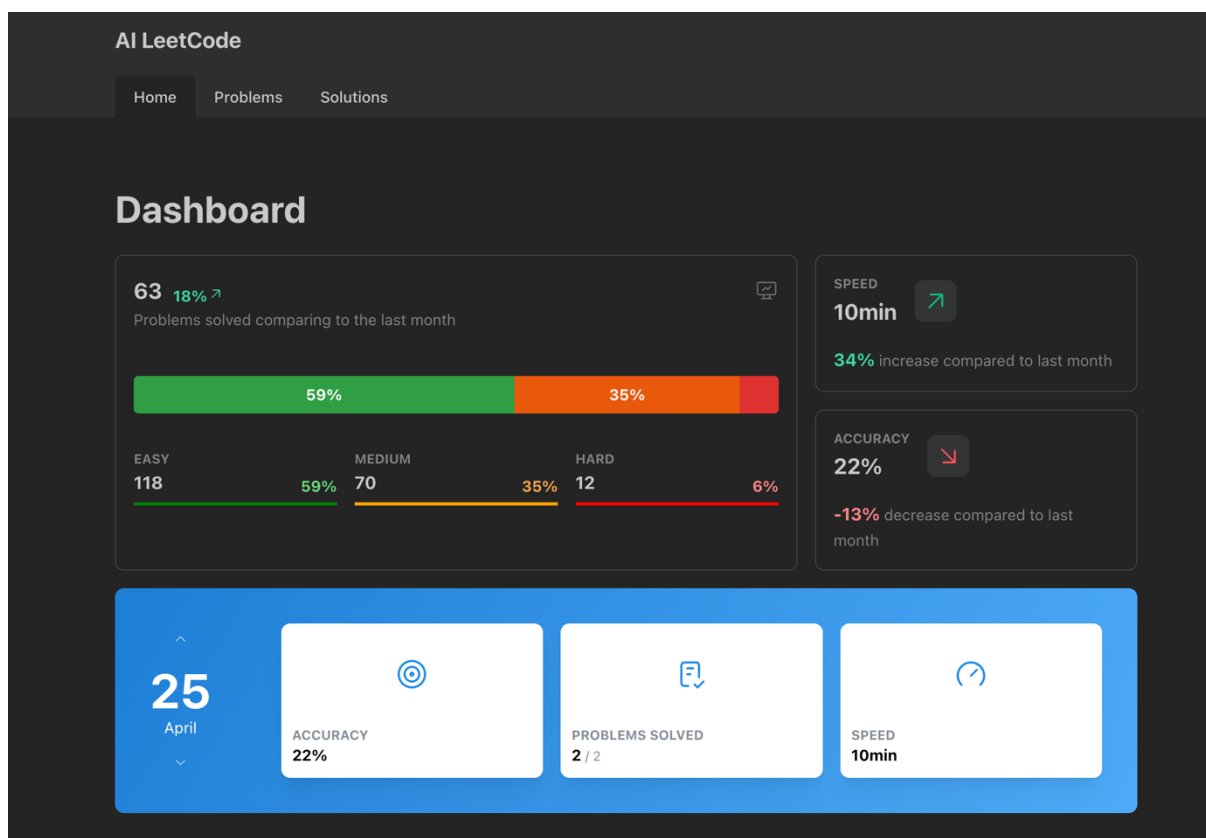 AI LeetCode
Home Problems Solutions
Dashboard
63 18%
Problems solved comparing to the last month
59% 35%
EASY
118 59%
MEDIUM
70 35%
HARD
12 6%
SPEED
10min
34% increase compared to last month
ACCURACY
22%
-13% decrease compared to last
month
25
April
ACCURACY
22%
PROBLEMS SOLVED
2 / 2
SPEED
10min